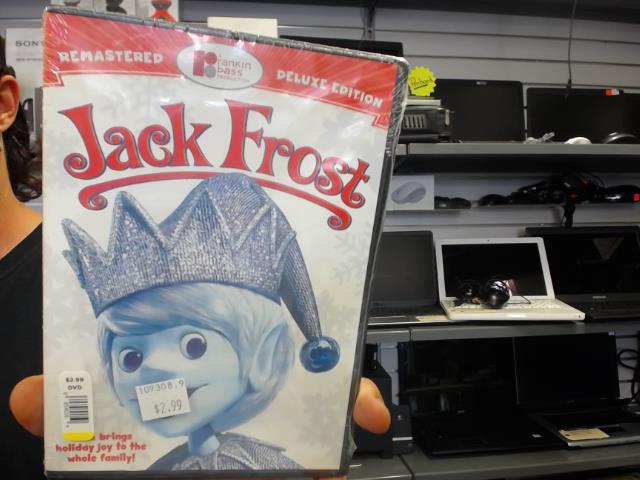 SONY
REMASTERED
Rankin
bass
PRODUCTION
DELUXE EDITION
Jack Frost
$2.99
DVD
109308.9
$2.99
brings
holiday joy to the
whole family!